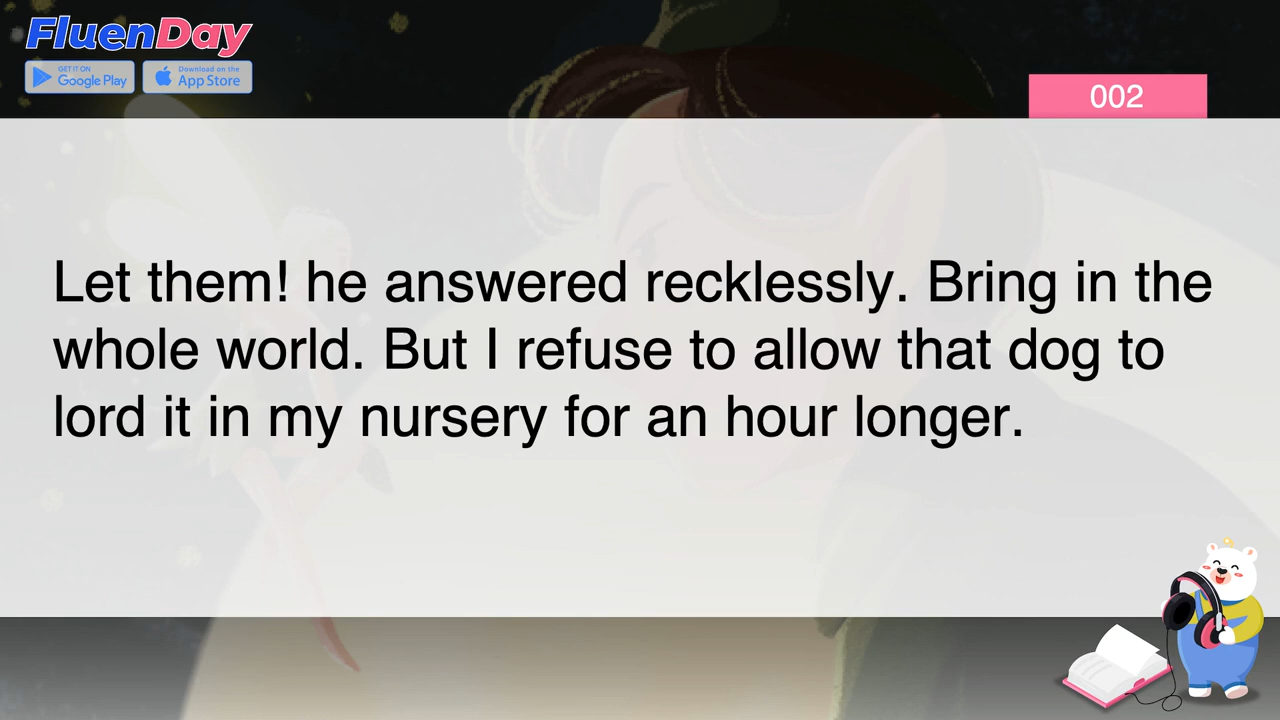 FluenDay
GET IT ON
Google Play
Download on the
App Store
002
Let them! he answered recklessly. Bring in the
whole world. But I refuse to allow that dog to
lord it in my nursery for an hour longer.